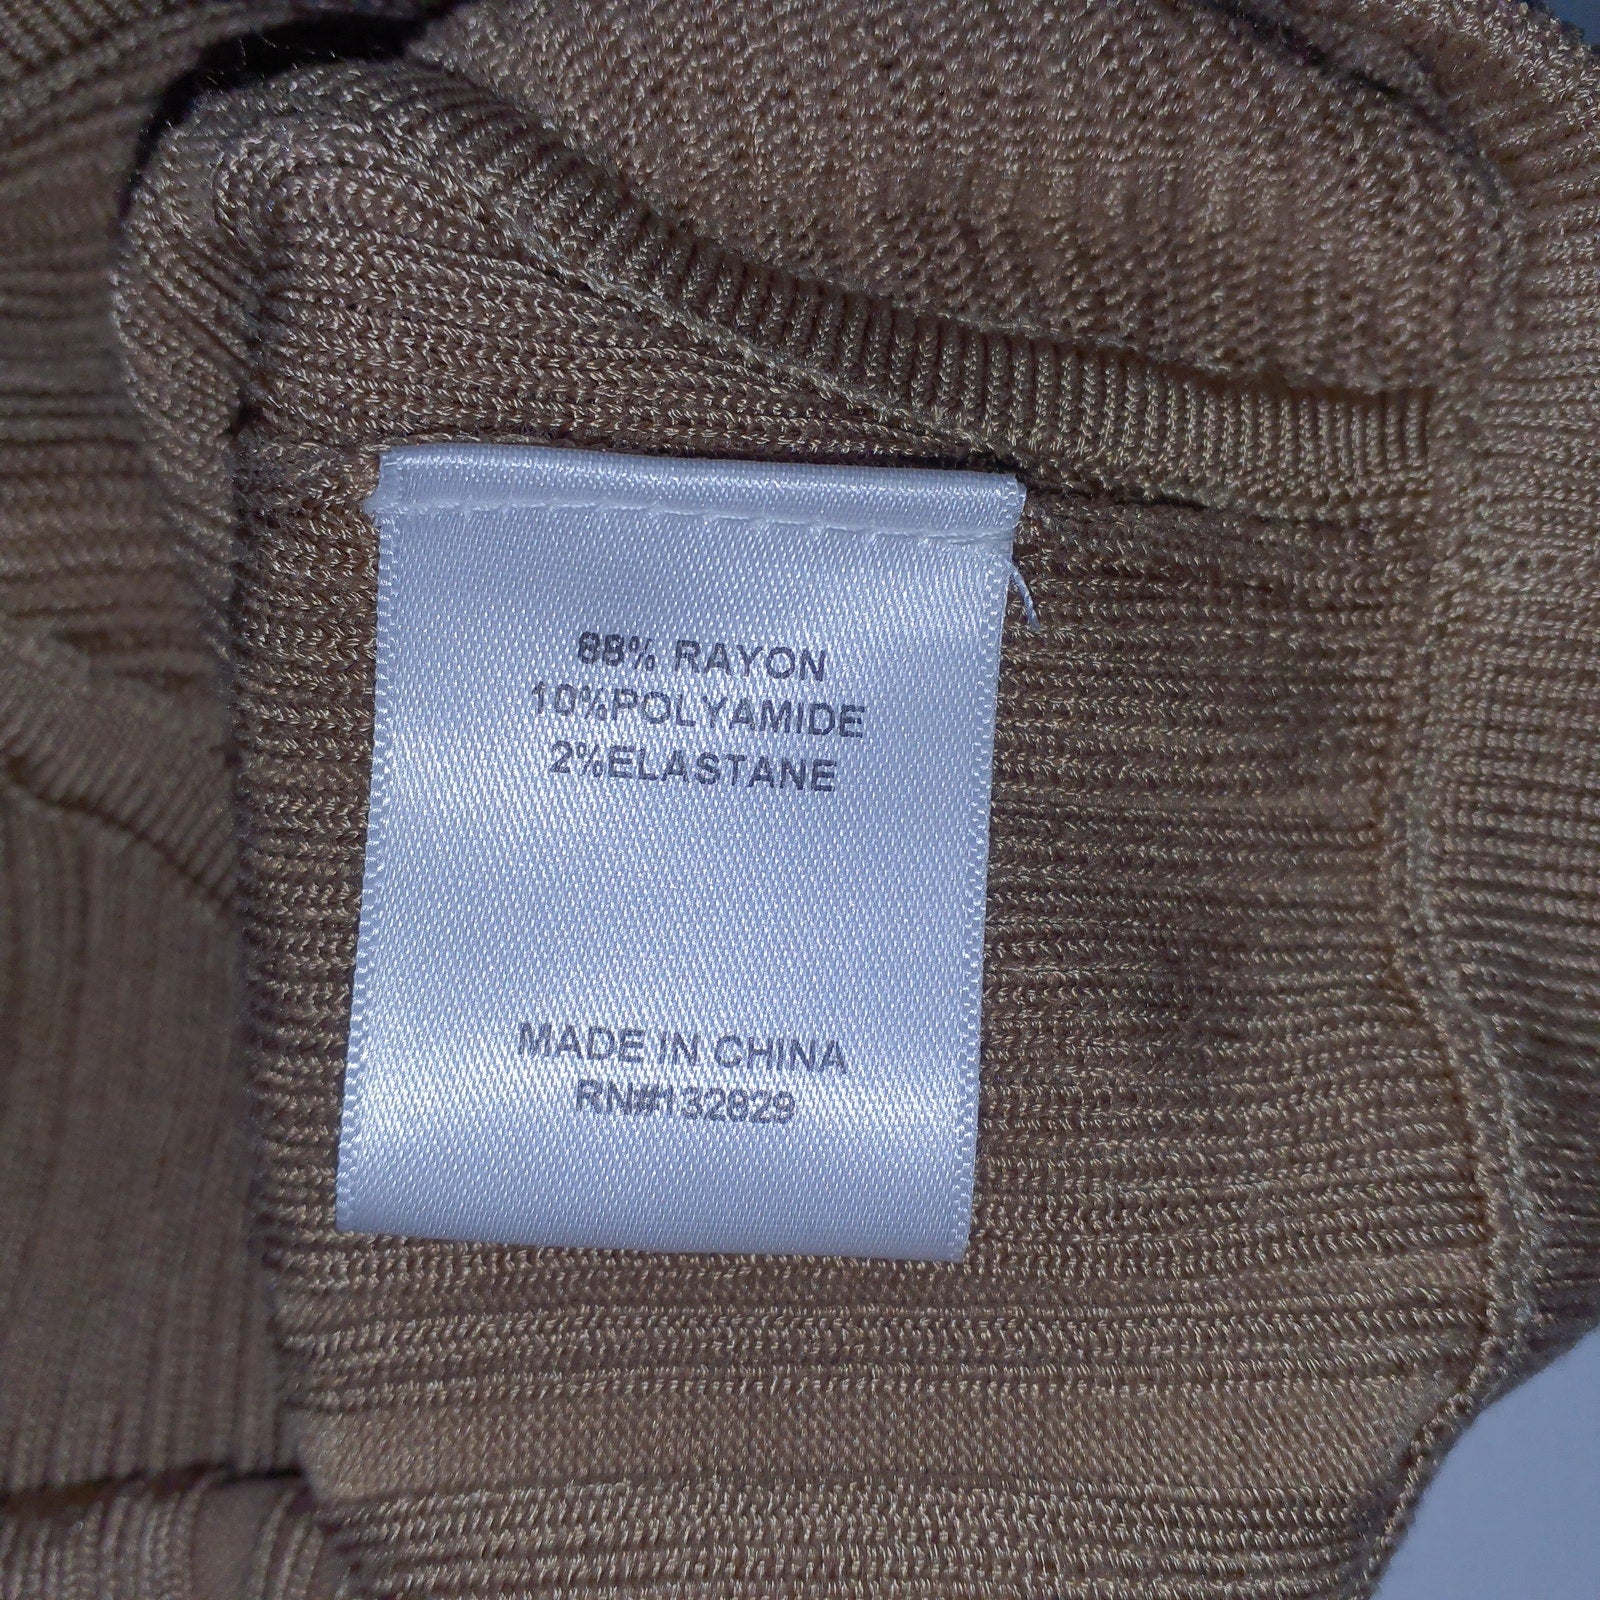 88% RAYON
10%POLYAMIDE
2%ELASTANE
MADE IN CHINA
RN#132829